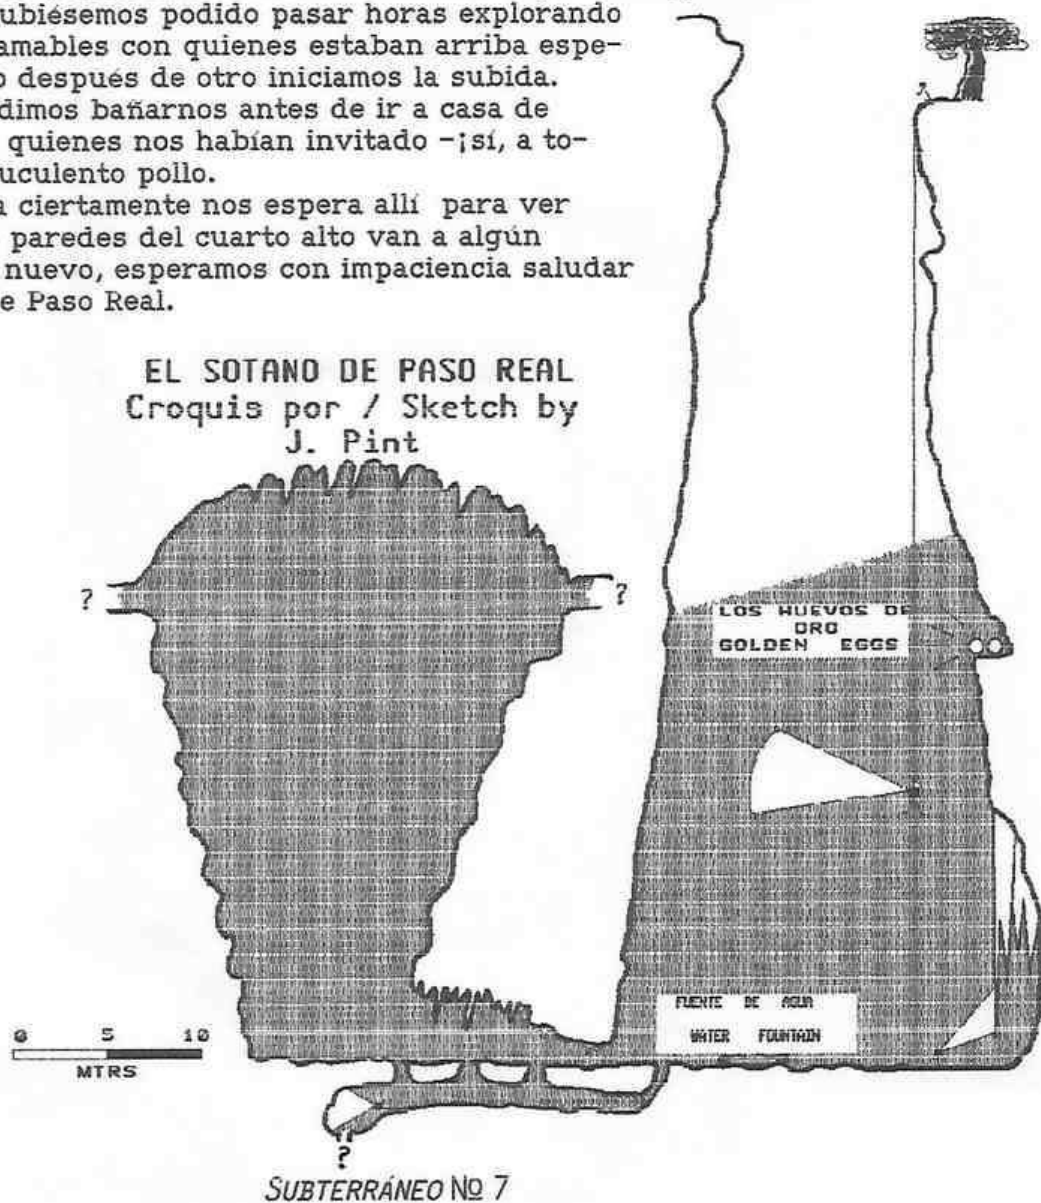 ubiésemos podido pasar horas explorando
amables con quienes estaban arriba espe-
o después de otro iniciamos la subida.
dimos bañarnos antes de ir a casa de
quienes nos habían invitado -¡sí, a to-
uculento pollo.
a ciertamente nos espera allí para ver
paredes del cuarto alto van a algún
nuevo, esperamos con impaciencia saludar
e Paso Real.
EL SOTANO DE PASO REAL
Croquis por / Sketch by
J. Pint
?
?
LOS HUEVOS DE
ORO
GOLDEN EGGS
FUENTE DE AGUA
WATER FOUNTAIN
0 5 10
MTRS
?
SUBTERRÁNEO Nº 7